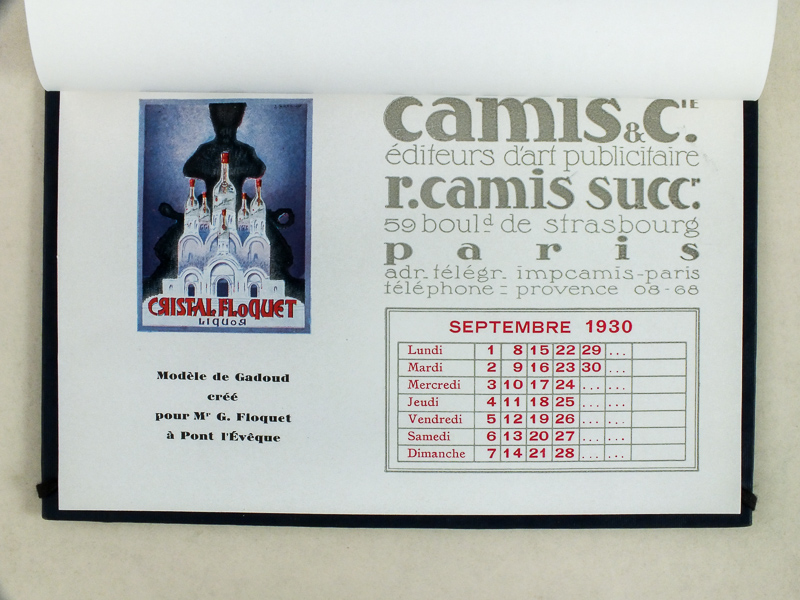 CRISTAL FLOQUET
LIQUOR
Modèle de Gadoud
créé
pour Mr G. Floquet
à Pont l'Évêque
camis & c.IE
éditeurs d'art publicitaire
r. camis succr.
59 bould de strasbourg
paris
adr. télégr. impcamis-paris
téléphone: provence 08-68
SEPTEMBRE 1930
Lundi 1 8 15 22 29 ...
Mardi 2 9 16 23 30 ...
Mercredi 3 10 17 24 ... ...
Jeudi 4 11 18 25 ... ...
Vendredi 5 12 19 26 ... ...
Samedi 6 13 20 27 ... ...
Dimanche 7 14 21 28 ... ...